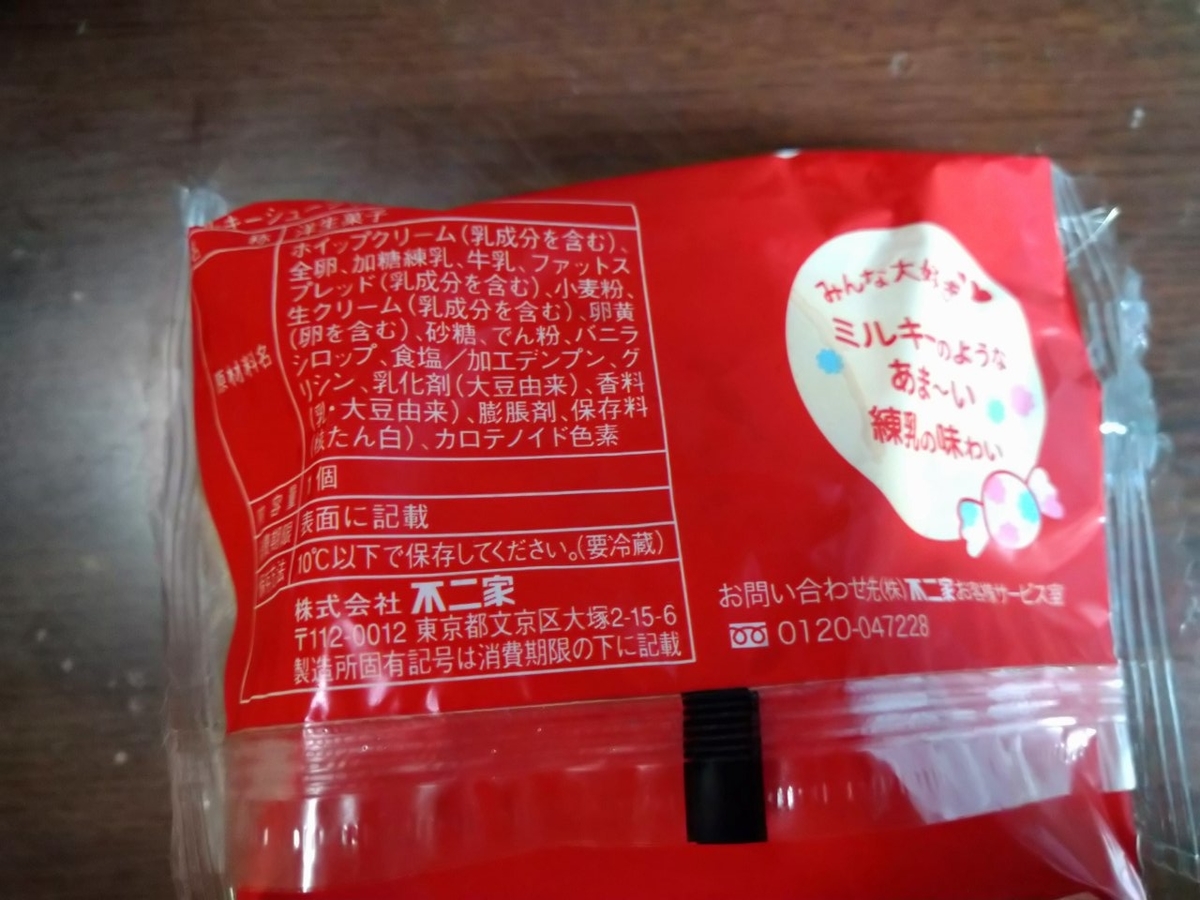 キーシュー
洋生菓子
原材料名
ホイップクリーム(乳成分を含む)、
全卵、加糖練乳、牛乳、ファットス
プレッド(乳成分を含む)、小麦粉、
生クリーム(乳成分を含む)、卵黄
(卵を含む)、砂糖、でん粉、バニラ
シロップ、食塩/加工デンプン、グ
リシン、乳化剤(大豆由来)、香料
(乳・大豆由来)、膨脹剤、保存料
たん白)、カロテノイド色素
1個
表面に記載
10℃以下で保存してください。(要冷蔵)
株式会社 不二家
〒112-0012 東京都文京区大塚2-15-6
製造所固有記号は消費期限の下に記載
みんな大好き
ミルキーのような
あま〜い
練乳の味わい
お問い合わせ先(株)不二家お客様サービス室
0120-047228